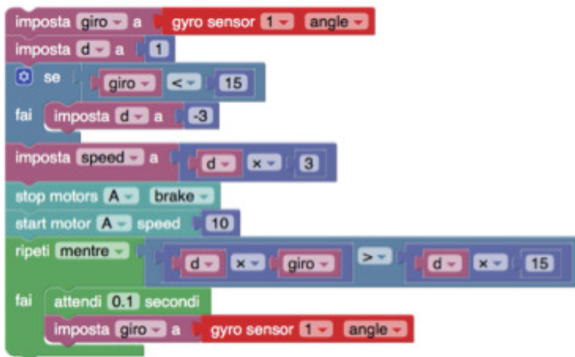 imposta giro a gyro sensor 1 angle
imposta d a 1
se giro < 15
fai imposta d a -3
imposta speed a d × 3
stop motors A brake
start motor A speed 10
ripeti mentre d × giro > d × 15
fai attendi 0.1 secondi
imposta giro a gyro sensor 1 angle